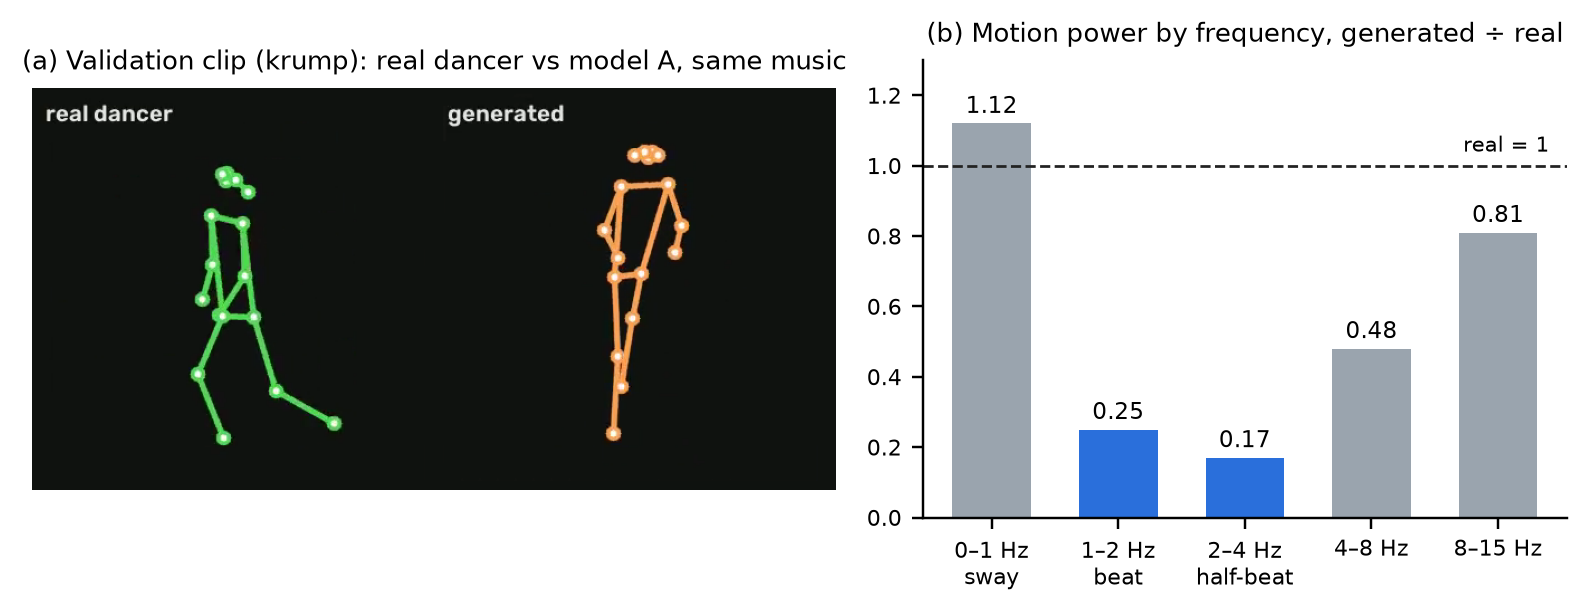 (a) Validation clip (krump): real dancer vs model A, same music
real dancer
generated
(b) Motion power by frequency, generated ÷ real
1.2
1.0
0.8
0.6
0.4
0.2
0.0
real = 1
1.12
0.25
0.17
0.48
0.81
0–1 Hz
sway
1–2 Hz
beat
2–4 Hz
half-beat
4–8 Hz
8–15 Hz